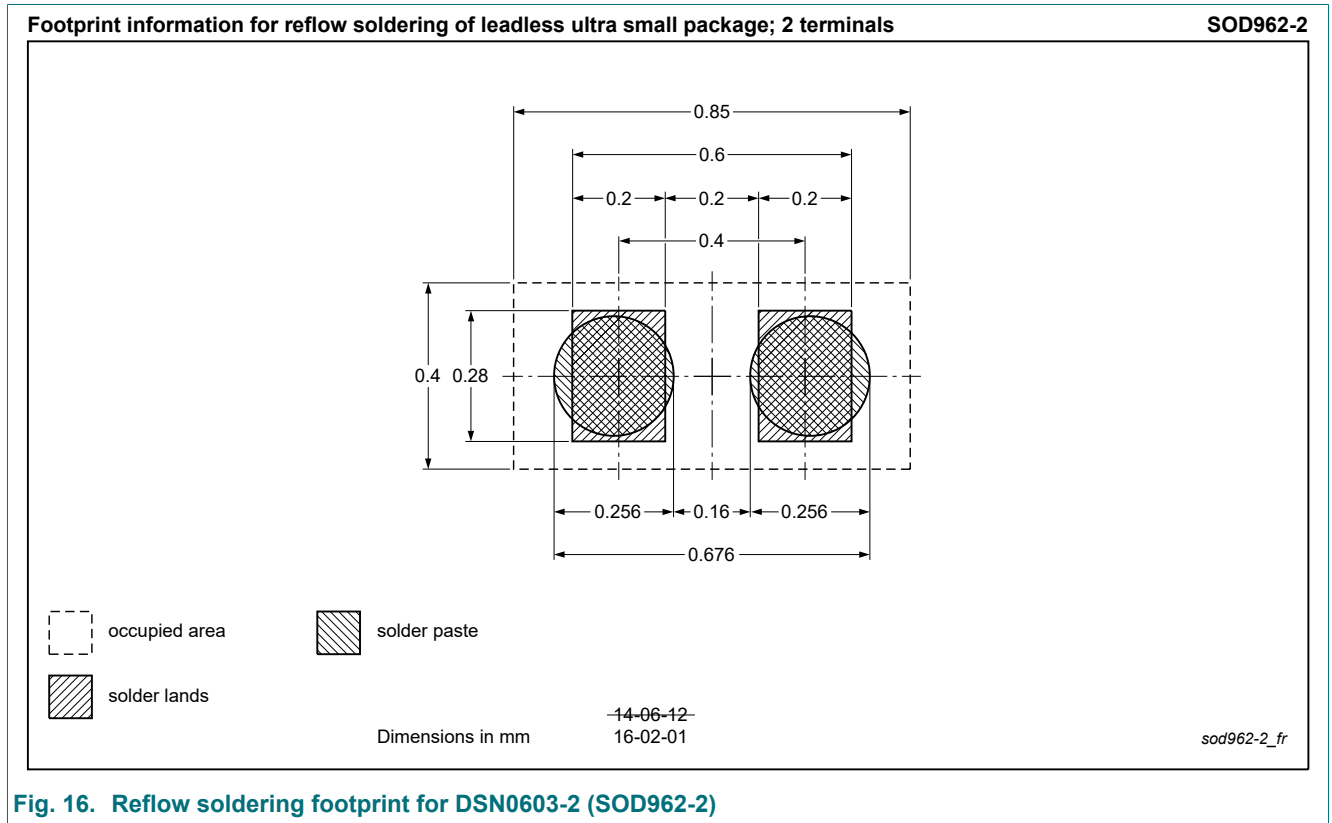 Footprint information for reflow soldering of leadless ultra small package; 2 terminals SOD962-2
0.85
0.6
0.2 0.2 0.2
0.4
0.4 0.28
0.256 0.16 0.256
0.676
occupied area solder paste
solder lands
14-06-12
Dimensions in mm 16-02-01 sod962-2_fr
Fig. 16. Reflow soldering footprint for DSN0603-2 (SOD962-2)